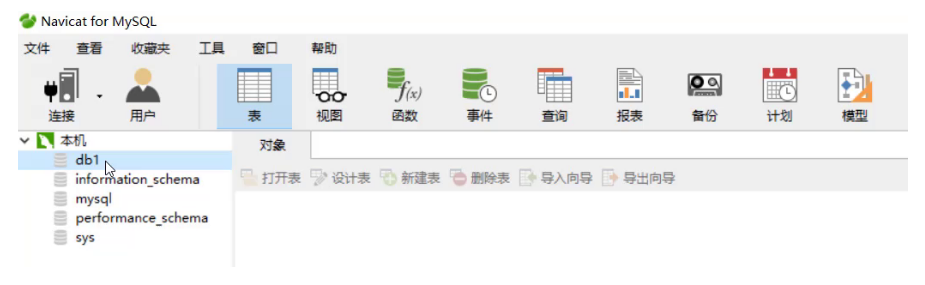 Navicat for MySQL
文件 查看 收藏夹 工具 窗口 帮助
f(x)
连接 用户 表 视图 函数 事件 查询 报表 备份 计划 模型
本机 对象
db1
打开表 设计表 新建表 删除表 导入向导 导出向导
information_schema
mysql
performance_schema
sys